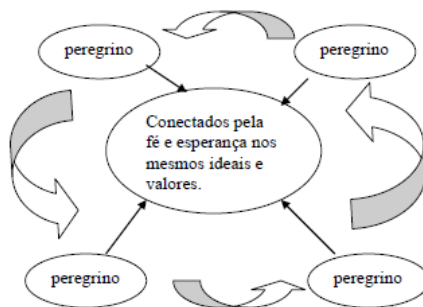 peregrino
peregrino
Conectados pela
fé e esperança nos
mesmos ideais e
valores.
peregrino
peregrino